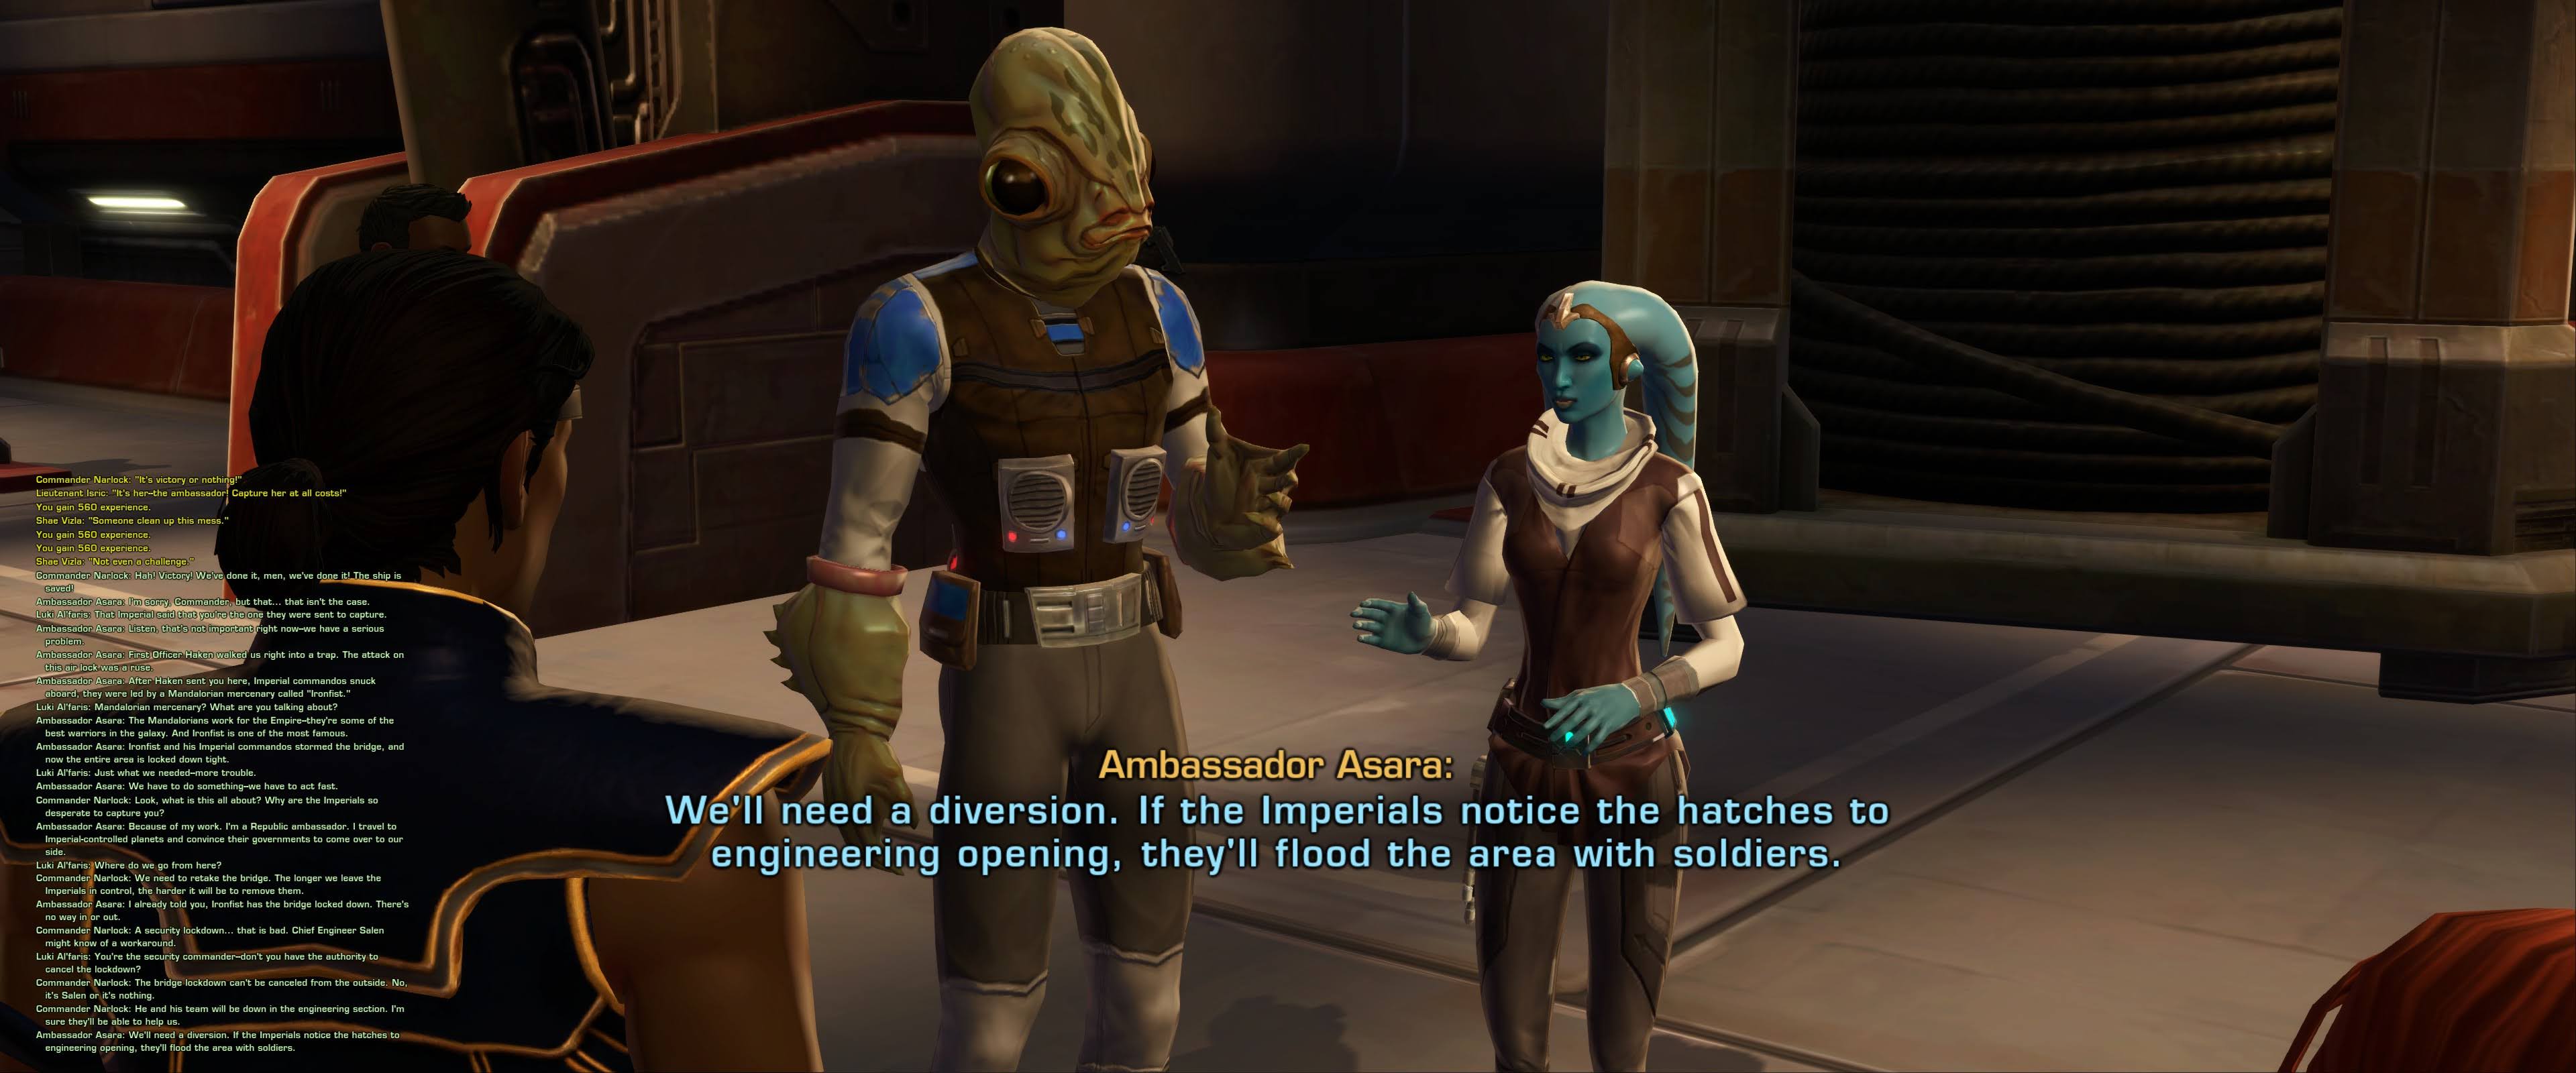 Commander Narlock: "It's victory or nothing!"
Lieutenant Isric: "It's her—the ambassador! Capture her at all costs!"
You gain 560 experience.
Shae Vizla: "Someone clean up this mess."
You gain 560 experience.
You gain 560 experience.
Shae Vizla: "Not even a challenge."
Commander Narlock: Hah! Victory! We've done it, men, we've done it! The ship is
saved!
Ambassador Asara: I'm sorry, Commander, but that... that isn't the case.
Luki Al'faris: That Imperial said that you're the one they were sent to capture.
Ambassador Asara: Listen, that's not important right now—we have a serious
problem.
Ambassador Asara: First Officer Haken walked us right into a trap. The attack on
this air lock was a ruse.
Ambassador Asara: After Haken sent you here, Imperial commandos snuck
aboard, they were led by a Mandalorian mercenary called "Ironfist."
Luki Al'faris: Mandalorian mercenary? What are you talking about?
Ambassador Asara: The Mandalorians work for the Empire—they're some of the
best warriors in the galaxy. And Ironfist is one of the most famous.
Ambassador Asara: Ironfist and his Imperial commandos stormed the bridge, and
now the entire area is locked down tight.
Luki Al'faris: Just what we needed—more trouble.
Ambassador Asara: We have to do something—we have to act fast.
Commander Narlock: Look, what is this all about? Why are the Imperials so
desperate to capture you?
Ambassador Asara: Because of my work. I'm a Republic ambassador. I travel to
Imperial-controlled planets and convince their governments to come over to our
side.
Luki Al'faris: Where do we go from here?
Commander Narlock: We need to retake the bridge. The longer we leave the
Imperials in control, the harder it will be to remove them.
Ambassador Asara: I already told you, Ironfist has the bridge locked down. There's
no way in or out.
Commander Narlock: A security lockdown... that is bad. Chief Engineer Salen
might know of a workaround.
Luki Al'faris: You're the security commander—don't you have the authority to
cancel the lockdown?
Commander Narlock: The bridge lockdown can't be canceled from the outside. No,
it's Salen or it's nothing.
Commander Narlock: He and his team will be down in the engineering section. I'm
sure they'll be able to help us.
Ambassador Asara: We'll need a diversion. If the Imperials notice the hatches to
engineering opening, they'll flood the area with soldiers.
Ambassador Asara:
We'll need a diversion. If the Imperials notice the hatches to
engineering opening, they'll flood the area with soldiers.